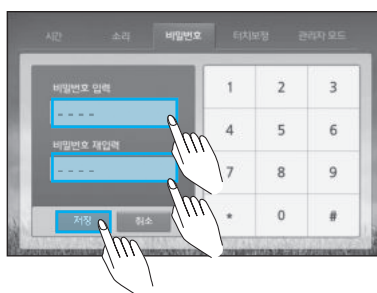 시간 소리 비밀번호 터치보정 관리자 모드
비밀번호 입력
- - - -
비밀번호 재입력
- - - -
저장 취소
1 2 3
4 5 6
7 8 9
* 0 #